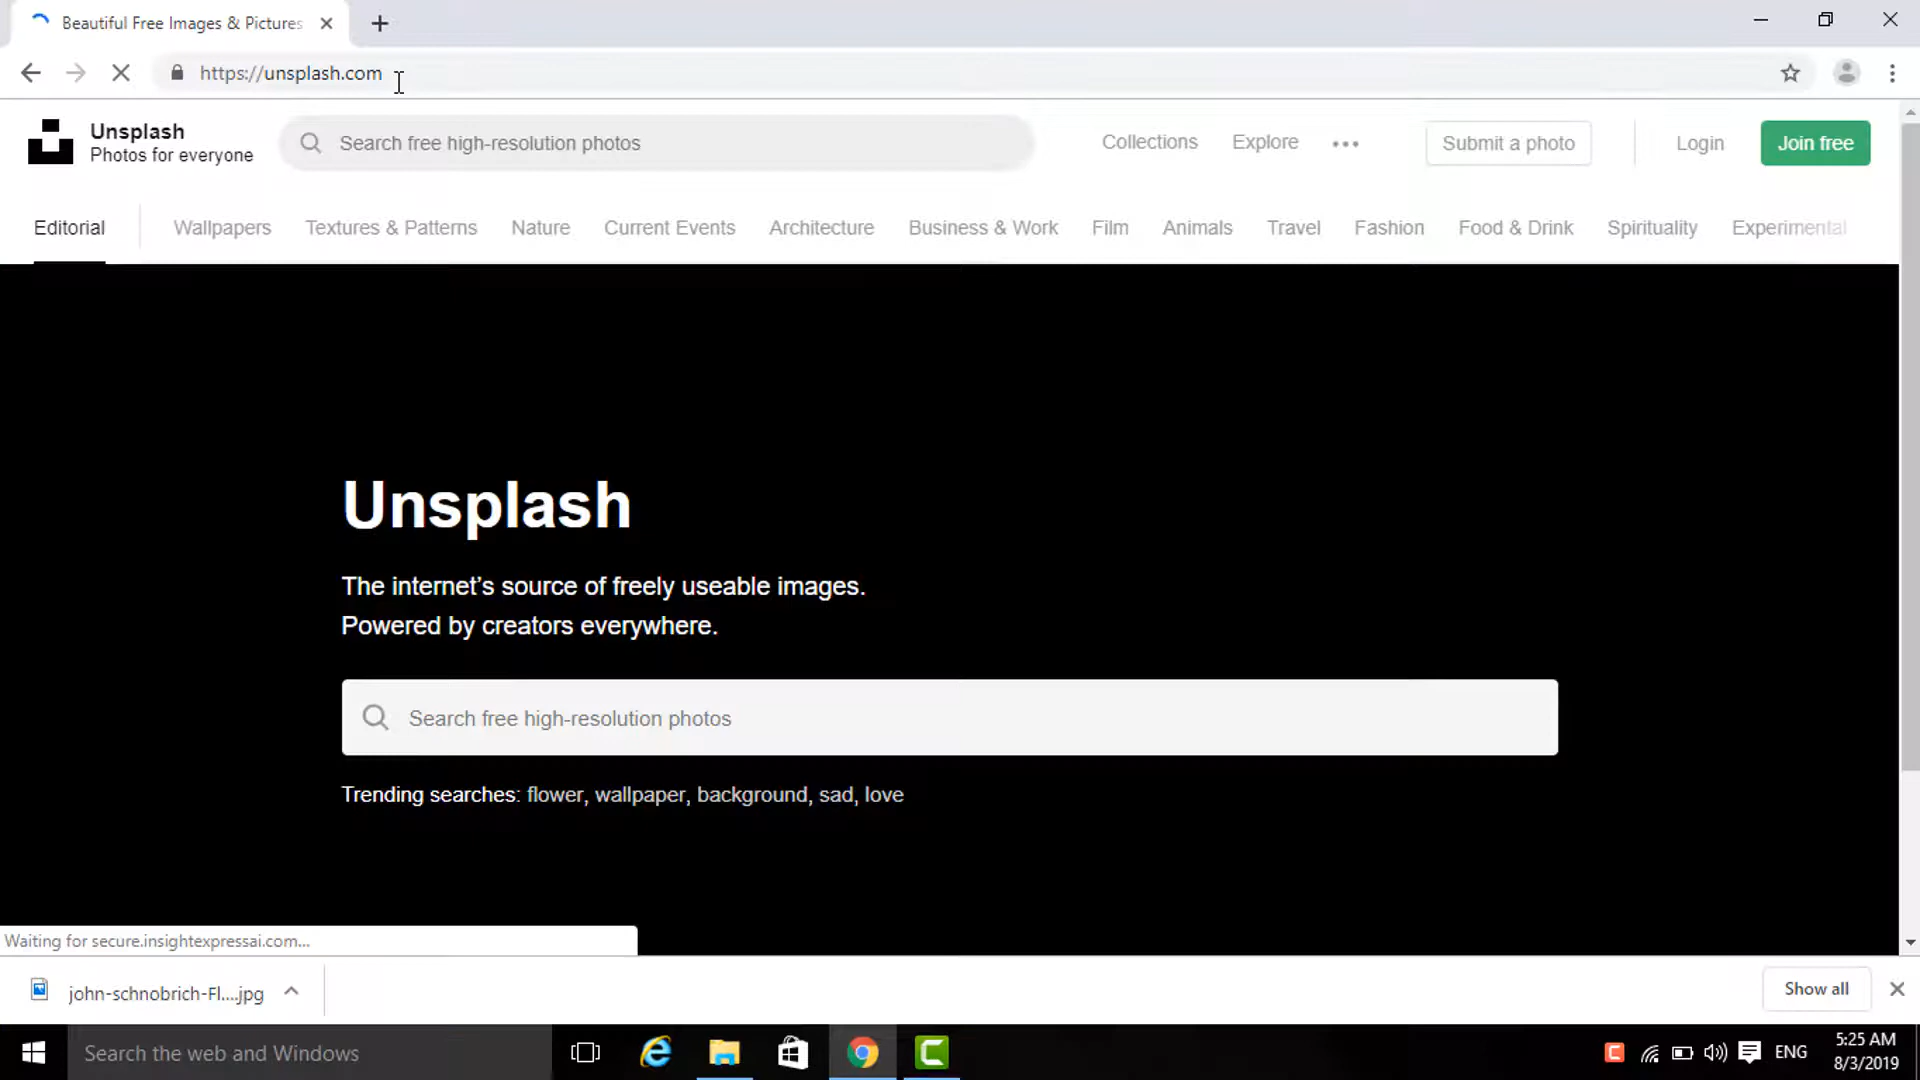 Beautiful Free Images & Pictures
https://unsplash.com
Unsplash
Photos for everyone
Search free high-resolution photos
Collections
Explore
Submit a photo
Login
Join free
Editorial
Wallpapers
Textures & Patterns
Nature
Current Events
Architecture
Business & Work
Film
Animals
Travel
Fashion
Food & Drink
Spirituality
Experimental
Unsplash
The internet’s source of freely useable images.
Powered by creators everywhere.
Search free high-resolution photos
Trending searches: flower, wallpaper, background, sad, love
Waiting for secure.insightexpressai.com...
john-schnobrich-Fl....jpg
Show all
Search the web and Windows
ENG
5:25 AM
8/3/2019